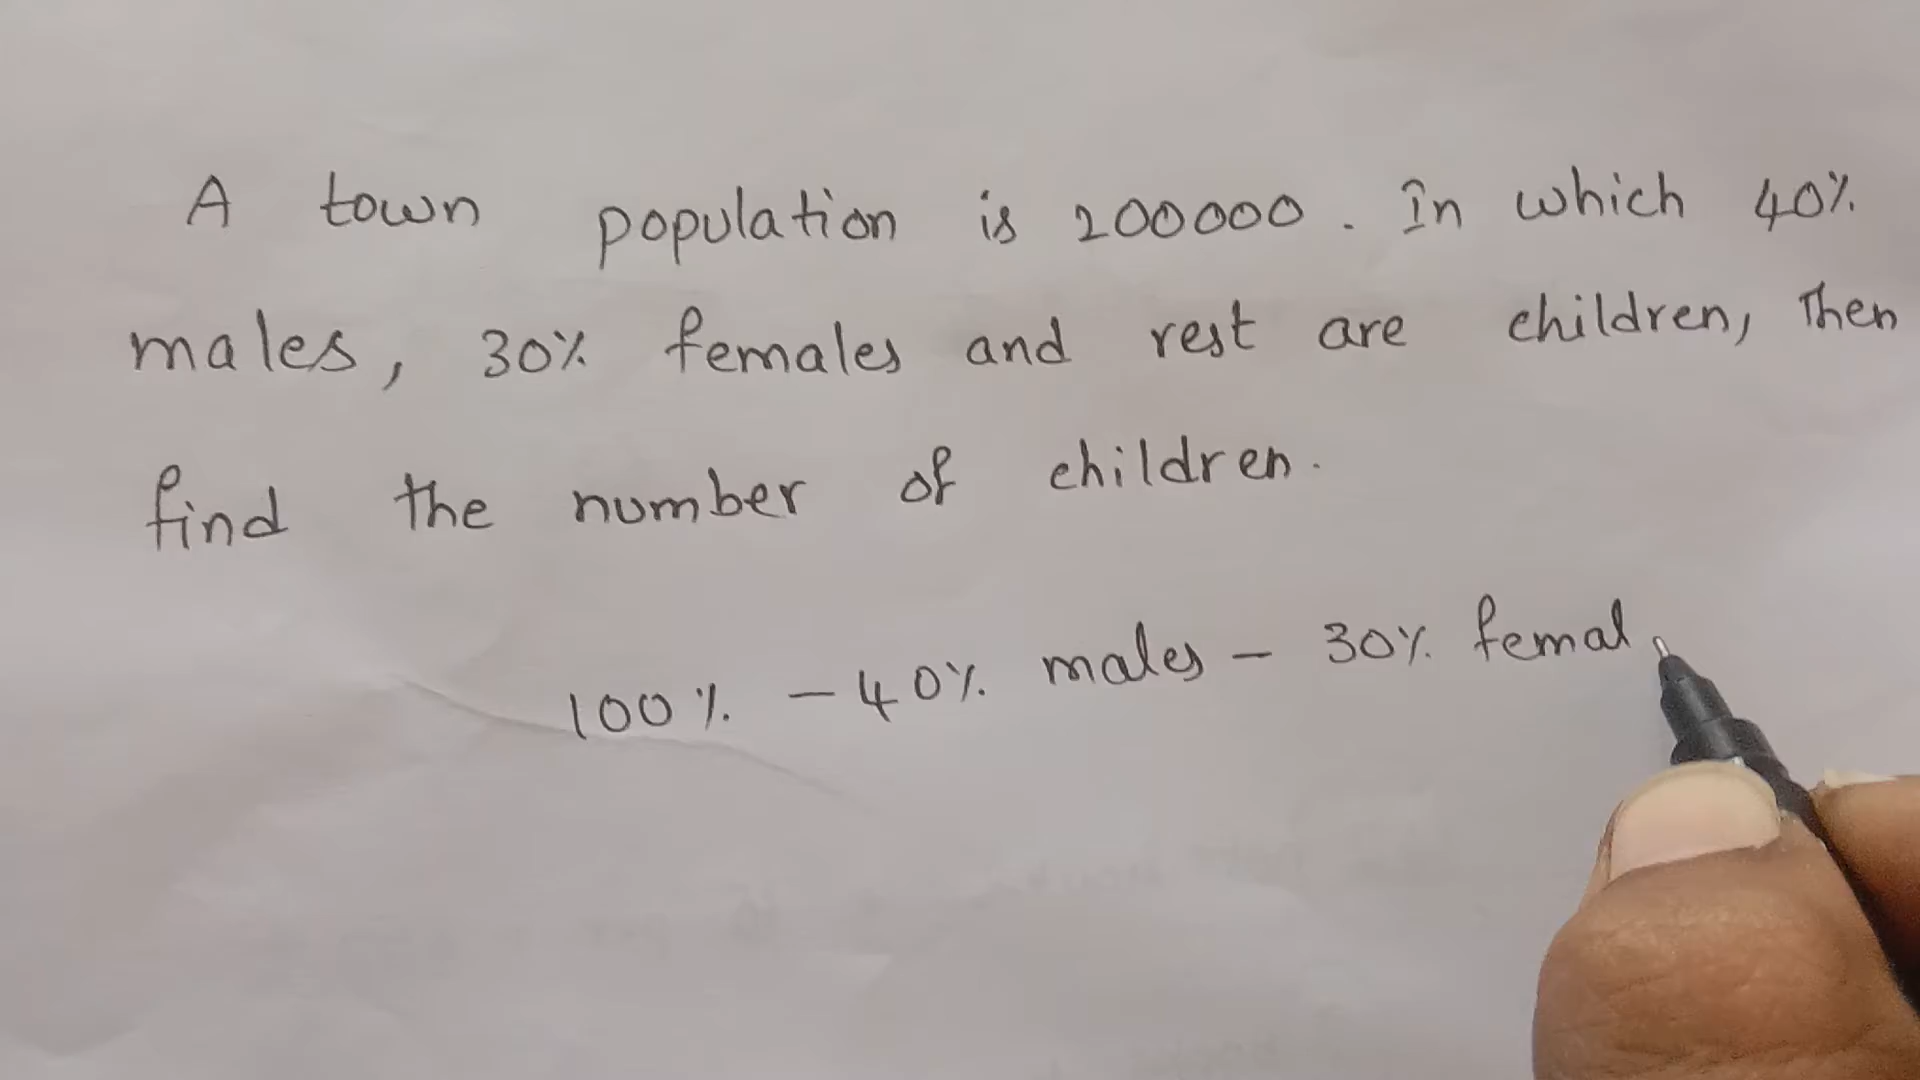 A town population is 200000. In which 40%
males, 30% females and rest are children, Then
find the number of children.
100% - 40% males - 30% femal